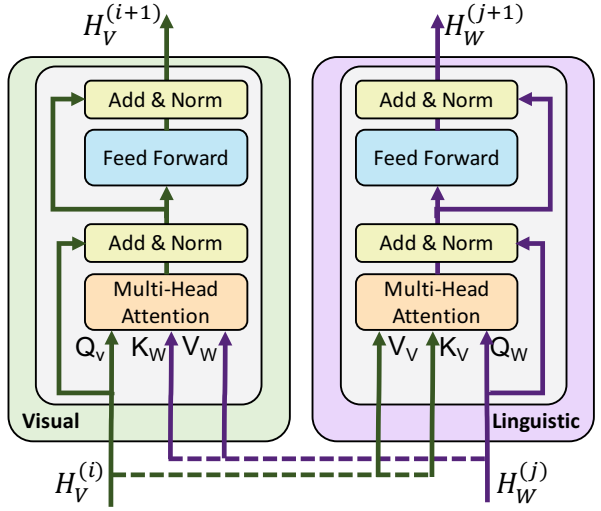 H_V^{(i+1)}
Add & Norm
Feed Forward
Add & Norm
Multi-Head
Attention
Q_v K_W V_W
Visual
H_V^{(i)}
H_W^{(j+1)}
Add & Norm
Feed Forward
Add & Norm
Multi-Head
Attention
V_V K_V Q_W
Linguistic
H_W^{(j)}